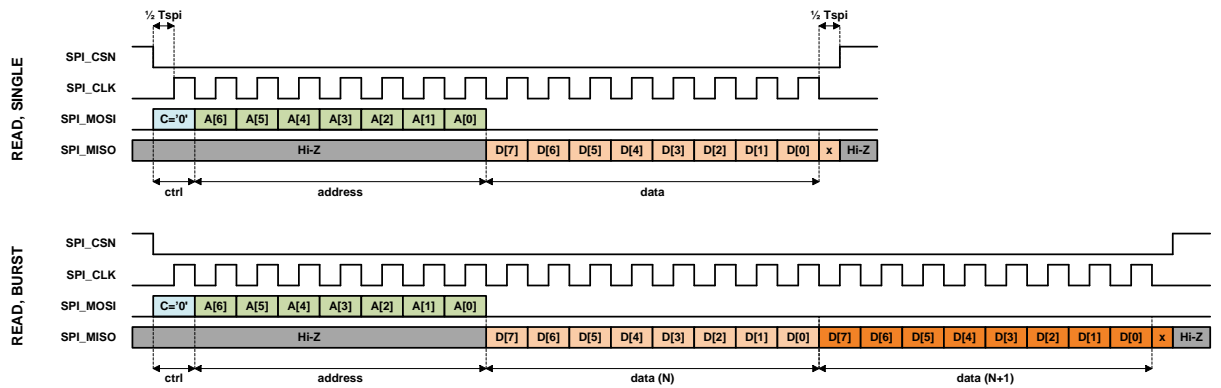 ½ Tspi ½ Tspi
READ, SINGLE
SPI_CSN
SPI_CLK
SPI_MOSI C='0' A[6] A[5] A[4] A[3] A[2] A[1] A[0]
SPI_MISO Hi-Z D[7] D[6] D[5] D[4] D[3] D[2] D[1] D[0] x Hi-Z
ctrl address data
READ, BURST
SPI_CSN
SPI_CLK
SPI_MOSI C='0' A[6] A[5] A[4] A[3] A[2] A[1] A[0]
SPI_MISO Hi-Z D[7] D[6] D[5] D[4] D[3] D[2] D[1] D[0] D[7] D[6] D[5] D[4] D[3] D[2] D[1] D[0] x Hi-Z
ctrl address data (N) data (N+1)